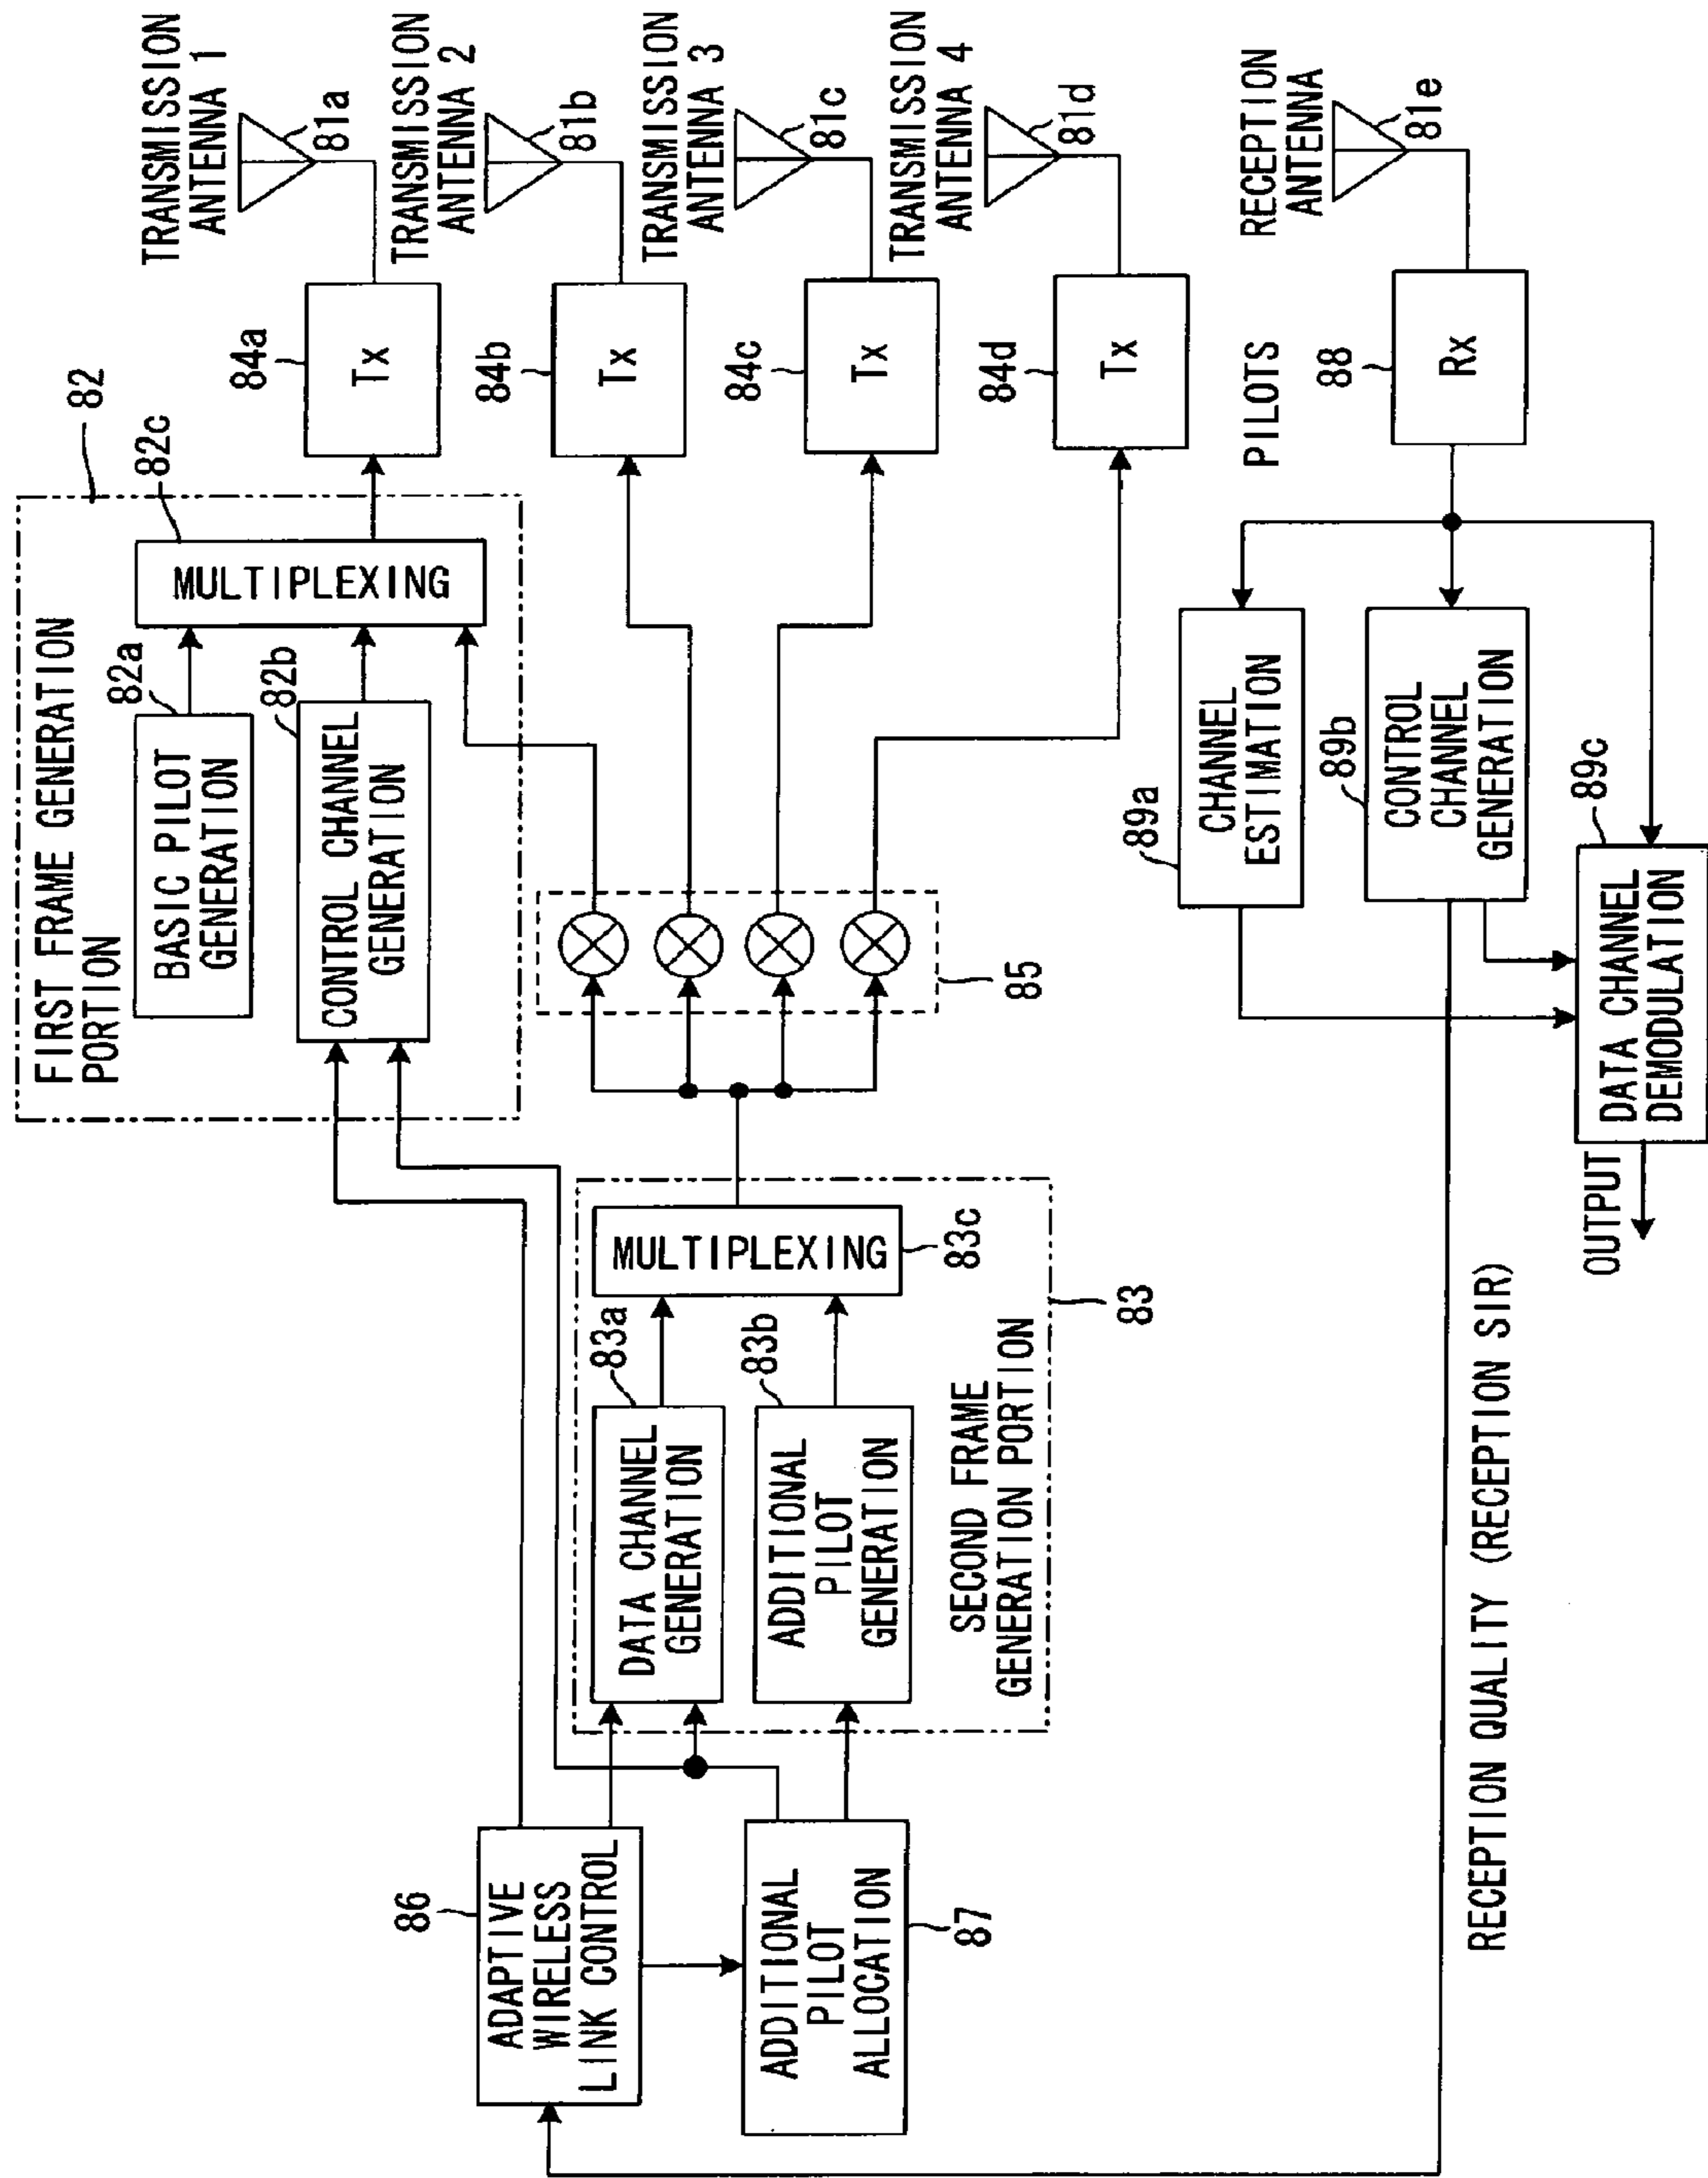 FIRST FRAME GENERATION
PORTION
82
82a
BASIC PILOT
GENERATION
82b
CONTROL CHANNEL
GENERATION
82c
MULTIPLEXING
84a
Tx
TRANSMISSION
ANTENNA 1
81a
84b
Tx
TRANSMISSION
ANTENNA 2
81b
84c
Tx
TRANSMISSION
ANTENNA 3
81c
84d
Tx
TRANSMISSION
ANTENNA 4
81d
86
ADAPTIVE
WIRELESS
LINK CONTROL
ADDITIONAL
PILOT
ALLOCATION
87
83a
DATA CHANNEL
GENERATION
83b
ADDITIONAL
PILOT
GENERATION
MULTIPLEXING
83c
SECOND FRAME
GENERATION PORTION
83
85
RECEPTION
ANTENNA
81e
PILOTS
88
Rx
89a
CHANNEL
ESTIMATION
89b
CONTROL
CHANNEL
GENERATION
89c
DATA CHANNEL
DEMODULATION
OUTPUT
RECEPTION QUALITY (RECEPTION SIR)